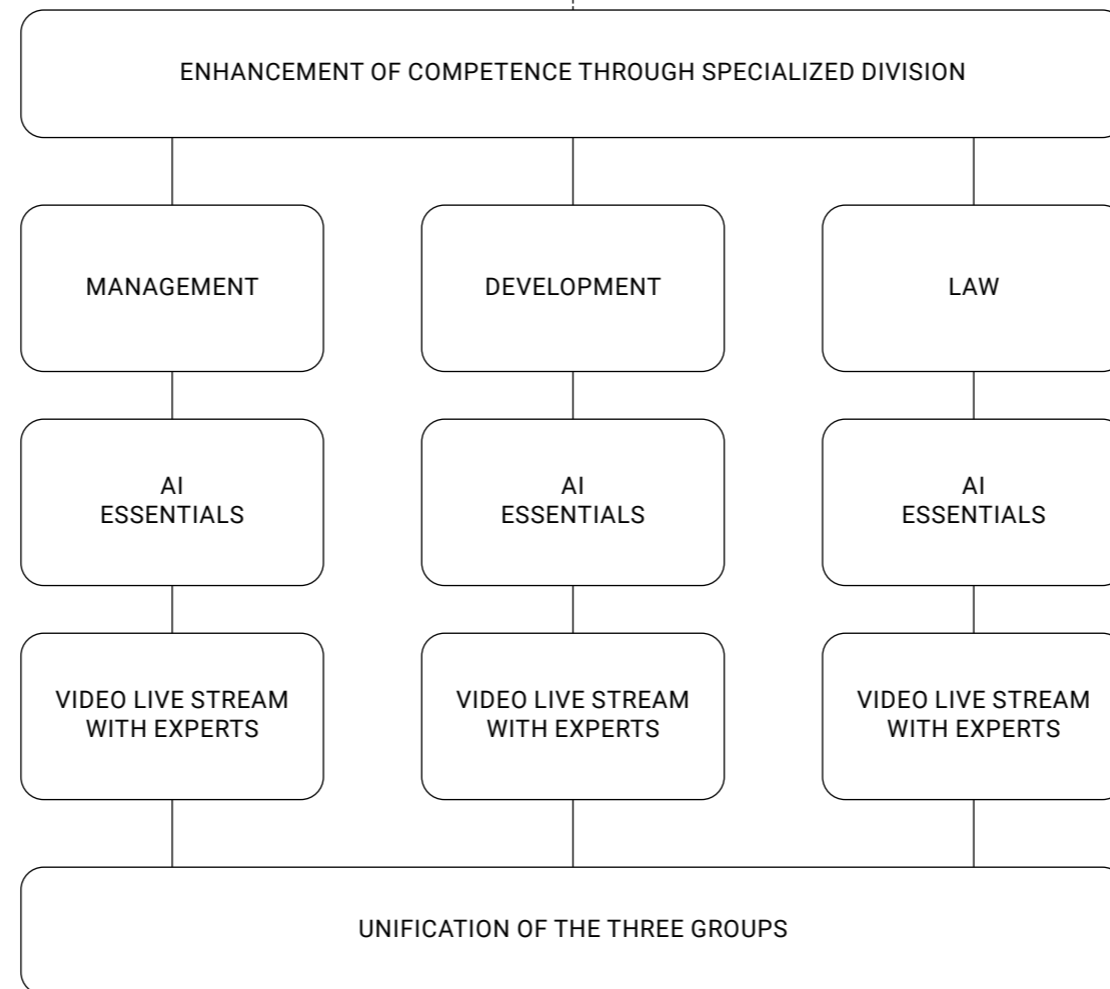 ENHANCEMENT OF COMPETENCE THROUGH SPECIALIZED DIVISION
MANAGEMENT
DEVELOPMENT
LAW
AI
ESSENTIALS
AI
ESSENTIALS
AI
ESSENTIALS
VIDEO LIVE STREAM
WITH EXPERTS
VIDEO LIVE STREAM
WITH EXPERTS
VIDEO LIVE STREAM
WITH EXPERTS
UNIFICATION OF THE THREE GROUPS